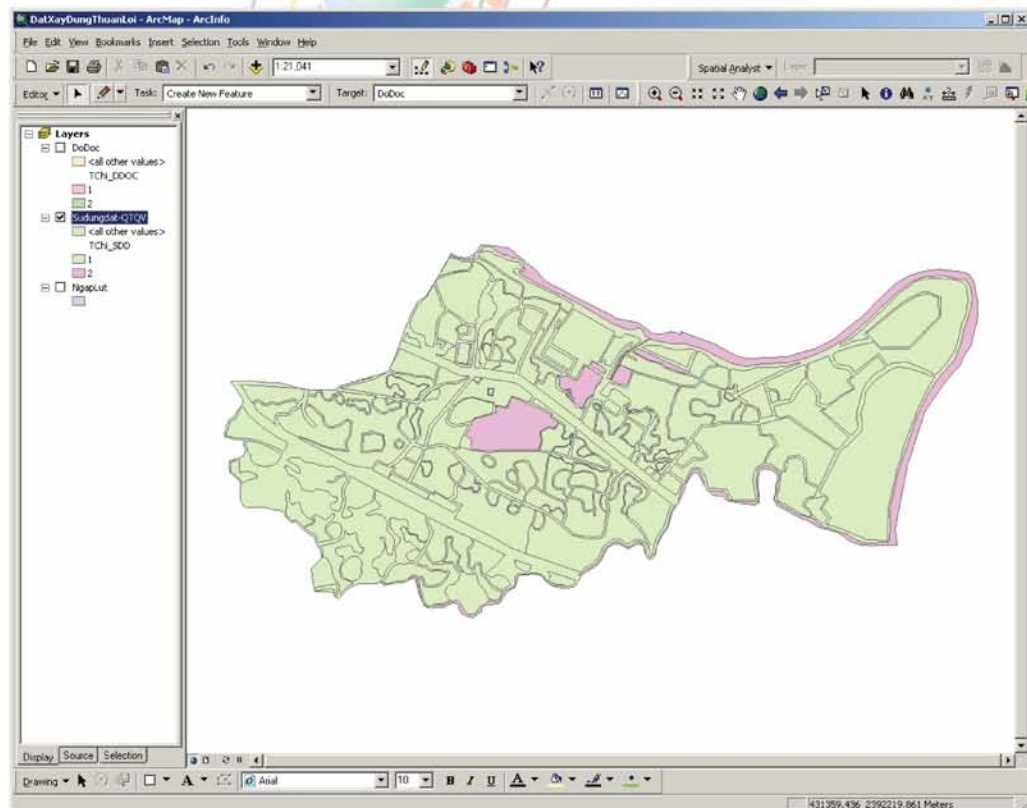 DatXayDungThuanLoi - ArcMap - ArcInfo
File Edit View Bookmarks Insert Selection Tools Window Help
1:21,041
Spatial Analyst
Layer:
Editor Task: Create New Feature Target: DoDoc
Layers
DoDoc
<all other values>
TChi_DDOC
1
2
Sudungdat-QTQV
<all other values>
TChi_SDD
1
2
NgapLut
Display Source Selection
Drawing A Arial 10 B I U A
431359.436 2392219.861 Meters